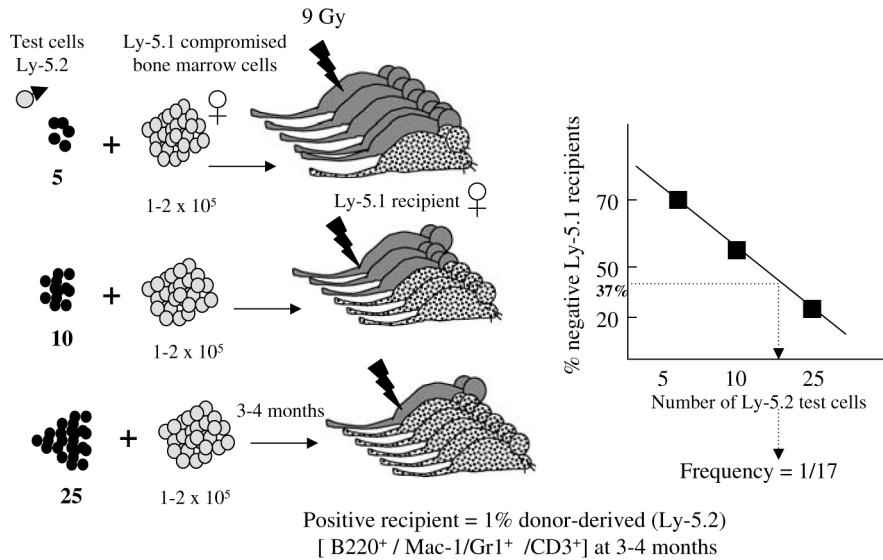 9 Gy
Test cells
Ly-5.2
Ly-5.1 compromised
bone marrow cells
+
5
1-2 x 10⁵
Ly-5.1 recipient
+
10
1-2 x 10⁵
+
3-4 months
25
1-2 x 10⁵
% negative Ly-5.1 recipients
70
50
37%
20
5 10 25
Number of Ly-5.2 test cells
Frequency = 1/17
Positive recipient = 1% donor-derived (Ly-5.2)
[ B220⁺ / Mac-1/Gr1⁺ /CD3⁺] at 3-4 months